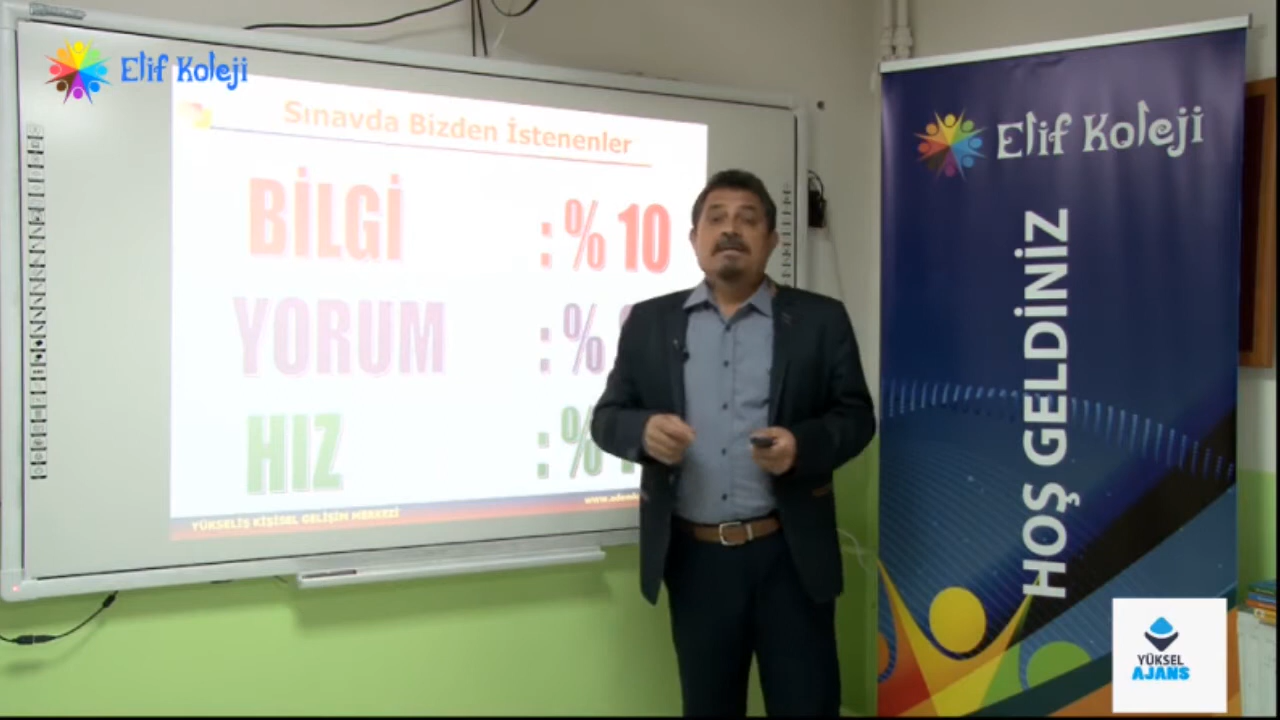 Elif Koleji
Sınavda Bizden İstenenler
BİLGİ : % 10
YORUM : %
HIZ : %
YÜKSELİŞ KİŞİSEL GELİŞİM MERKEZİ
Elif Koleji
HOŞ GELDİNİZ
YÜKSEL
AJANS